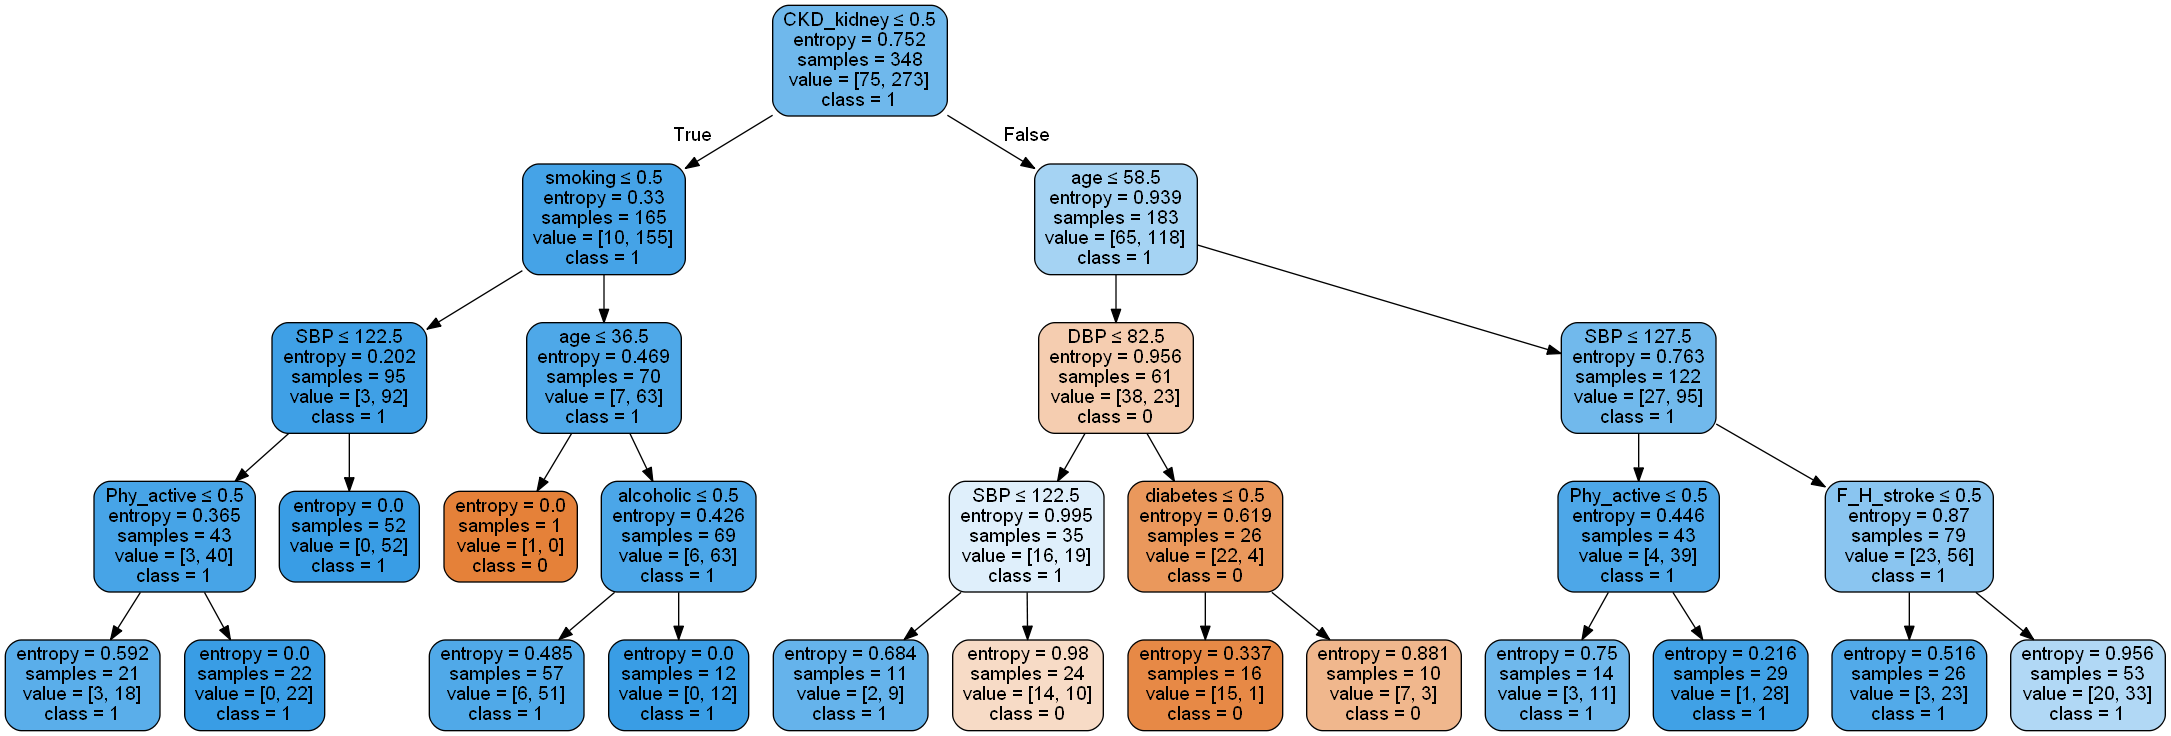 CKD_kidney ≤ 0.5
entropy = 0.752
samples = 348
value = [75, 273]
class = 1
True
False
smoking ≤ 0.5
entropy = 0.33
samples = 165
value = [10, 155]
class = 1
age ≤ 58.5
entropy = 0.939
samples = 183
value = [65, 118]
class = 1
SBP ≤ 122.5
entropy = 0.202
samples = 95
value = [3, 92]
class = 1
age ≤ 36.5
entropy = 0.469
samples = 70
value = [7, 63]
class = 1
DBP ≤ 82.5
entropy = 0.956
samples = 61
value = [38, 23]
class = 0
SBP ≤ 127.5
entropy = 0.763
samples = 122
value = [27, 95]
class = 1
Phy_active ≤ 0.5
entropy = 0.365
samples = 43
value = [3, 40]
class = 1
entropy = 0.0
samples = 52
value = [0, 52]
class = 1
entropy = 0.0
samples = 1
value = [1, 0]
class = 0
alcoholic ≤ 0.5
entropy = 0.426
samples = 69
value = [6, 63]
class = 1
SBP ≤ 122.5
entropy = 0.995
samples = 35
value = [16, 19]
class = 1
diabetes ≤ 0.5
entropy = 0.619
samples = 26
value = [22, 4]
class = 0
Phy_active ≤ 0.5
entropy = 0.446
samples = 43
value = [4, 39]
class = 1
F_H_stroke ≤ 0.5
entropy = 0.87
samples = 79
value = [23, 56]
class = 1
entropy = 0.592
samples = 21
value = [3, 18]
class = 1
entropy = 0.0
samples = 22
value = [0, 22]
class = 1
entropy = 0.485
samples = 57
value = [6, 51]
class = 1
entropy = 0.0
samples = 12
value = [0, 12]
class = 1
entropy = 0.684
samples = 11
value = [2, 9]
class = 1
entropy = 0.98
samples = 24
value = [14, 10]
class = 0
entropy = 0.337
samples = 16
value = [15, 1]
class = 0
entropy = 0.881
samples = 10
value = [7, 3]
class = 0
entropy = 0.75
samples = 14
value = [3, 11]
class = 1
entropy = 0.216
samples = 29
value = [1, 28]
class = 1
entropy = 0.516
samples = 26
value = [3, 23]
class = 1
entropy = 0.956
samples = 53
value = [20, 33]
class = 1